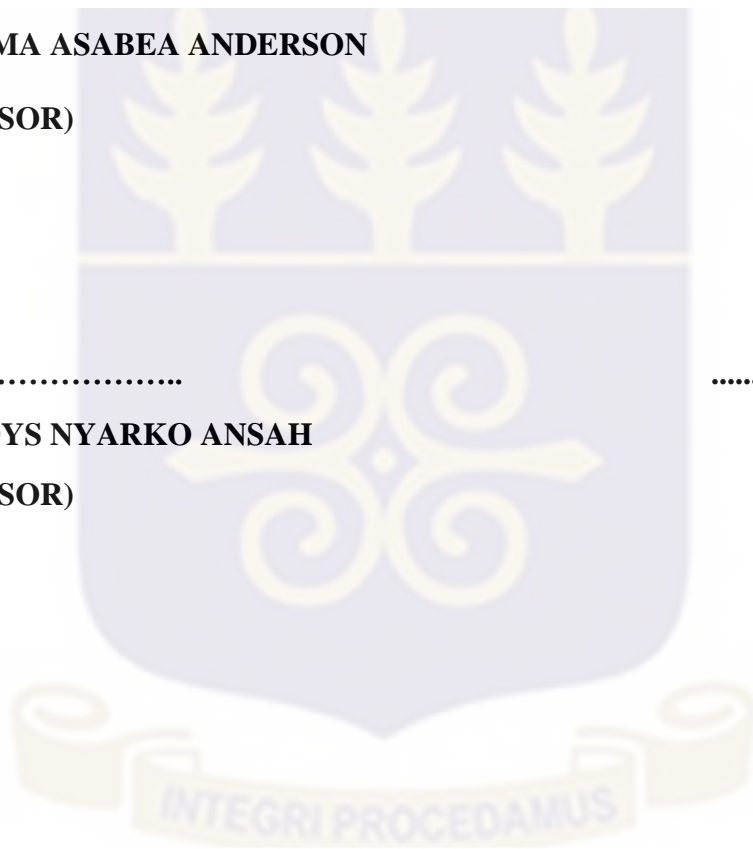 MA ASABEA ANDERSON
SOR)
……………….. ......
YS NYARKO ANSAH
SOR)
INTEGRI PROCEDAMUS